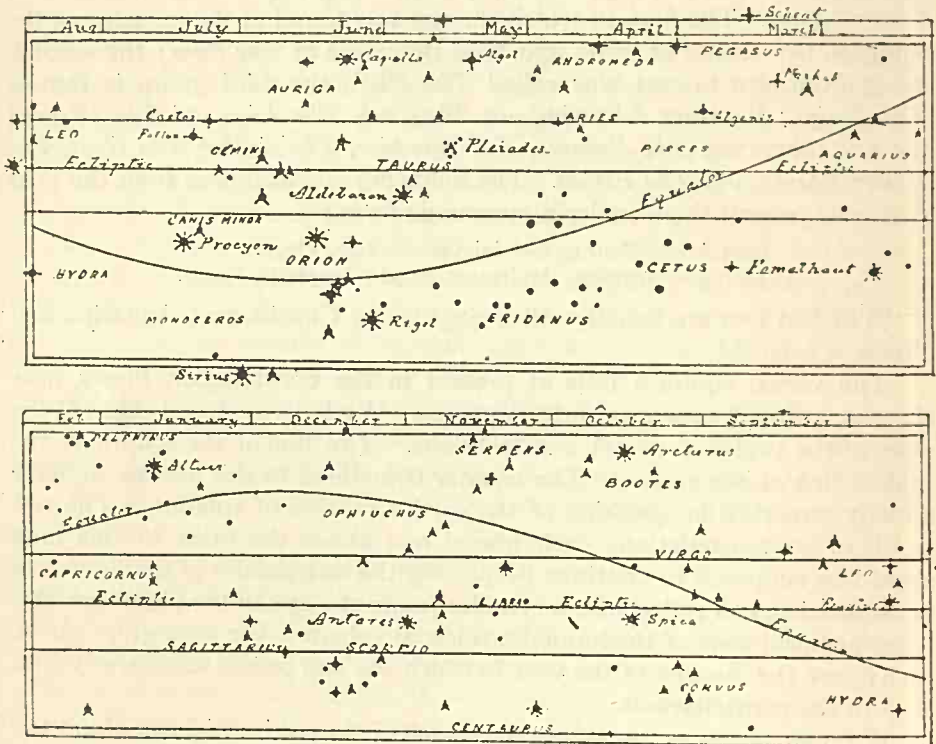 Scheat
Aug July June May April March
PEGASUS
Capella Algol ANDROMEDA
AURIGA
Castor ARIES
LEO Pollux PISCES
GEMINI Pleiades AQUARIUS
Ecliptic TAURUS Ecliptic
Aldebaran Equator
CANIS MINOR
Procyon
ORION
HYDRA CETUS Fomelhaut
MONOCEROS Rigel ERIDANUS
Sirius
January December November October September
DELPHINUS SERPENS Arcturus
Altair BOOTES
Equator OPHIUCHUS
VIRGO
CAPRICORNUS LEO
Ecliptic LIBRA Ecliptic
Antares Spica
SAGITTARIUS SCORPIO
CORVUS
HYDRA
CENTAURUS